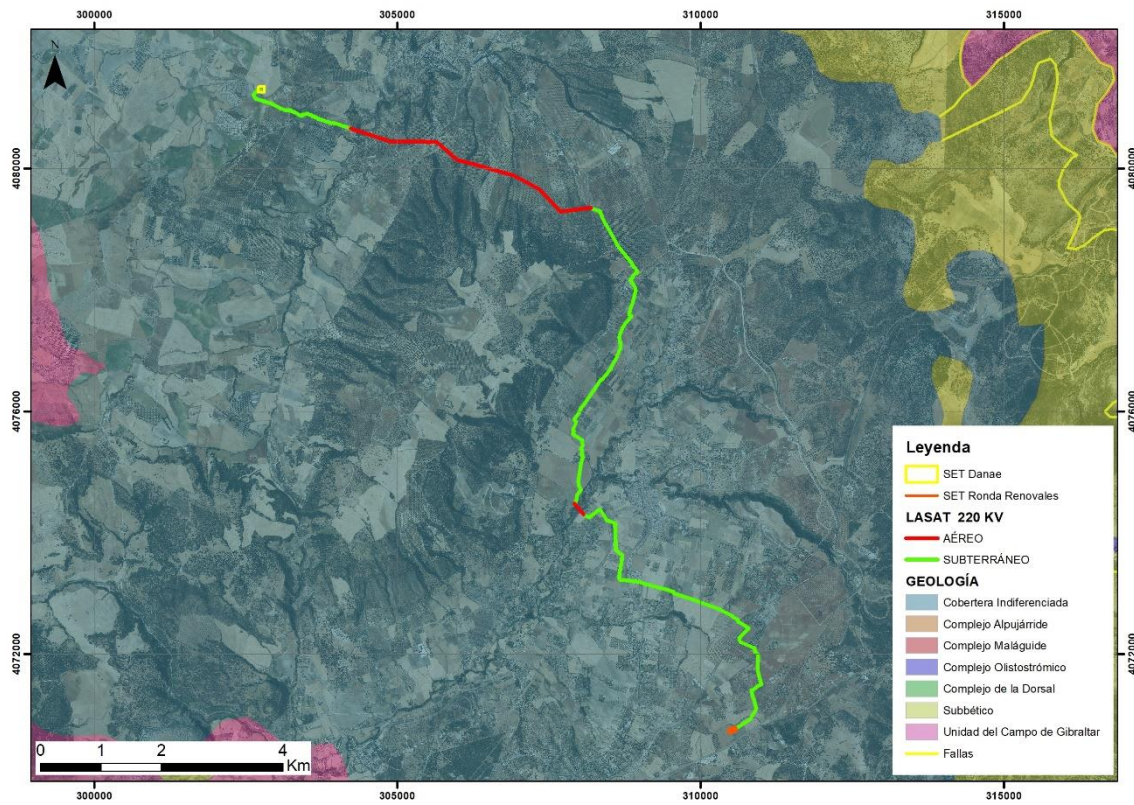 300000 305000 310000 315000
N
4080000 4080000
4076000 4076000
4072000 4072000
Leyenda
SET Danae
SET Ronda Renovales
LASAT 220 KV
AÉREO
SUBTERRÁNEO
GEOLOGÍA
Cobertera Indiferenciada
Complejo Alpujárride
Complejo Maláguide
Complejo Olistostrómico
Complejo de la Dorsal
Subbético
Unidad del Campo de Gibraltar
Fallas
0 1 2 4
Km
300000 305000 310000 315000